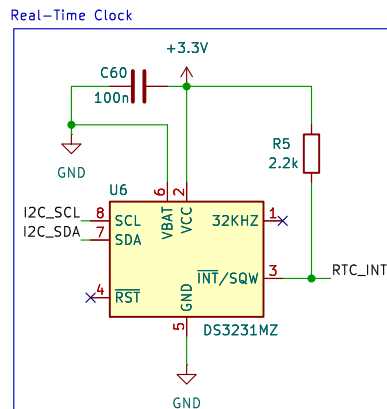 Real-Time Clock
+3.3V
C60
100n
R5
2.2k
GND
U6
6
2
I2C_SCL
8
SCL
VBAT
VCC
32KHZ
1
I2C_SDA
7
SDA
3
INT/SQW
RTC_INT
4
RST
GND
5
DS3231MZ
GND